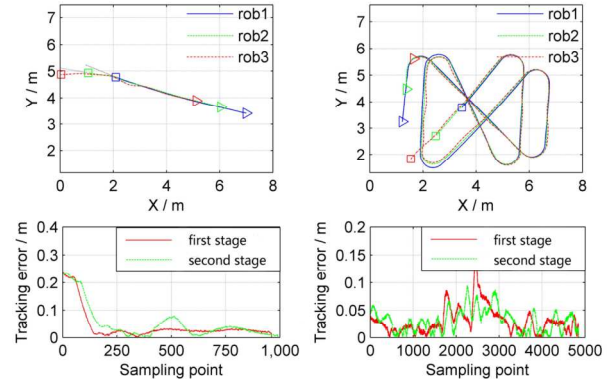 rob1
rob2
rob3
7
6
5
4
3
2
Y / m
0 2 4 6 8
X / m
rob1
rob2
rob3
7
6
5
4
3
2
Y / m
0 2 4 6 8
X / m
0.4
0.3
0.2
0.1
0
Tracking error / m
first stage
second stage
0 250 500 750 1,000
Sampling point
0.2
0.15
0.1
0.05
0
Tracking error / m
first stage
second stage
0 1000 2000 3000 4000 5000
Sampling point